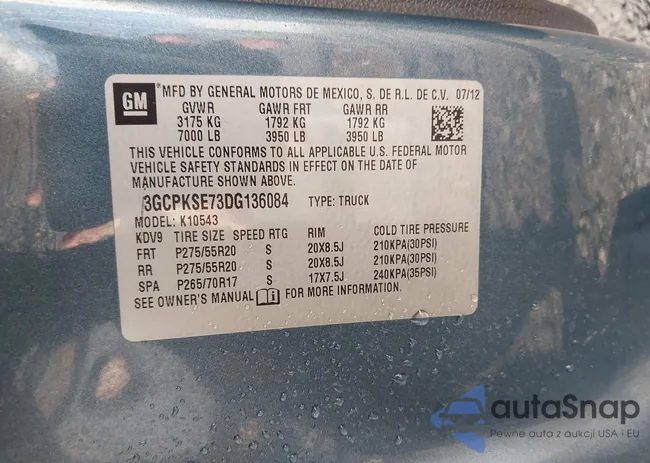 GM
MFD BY GENERAL MOTORS DE MEXICO, S. DE R.L. DE C.V. 07/12
GVWR GAWR FRT GAWR RR
3175 KG 1792 KG 1792 KG
7000 LB 3950 LB 3950 LB
THIS VEHICLE CONFORMS TO ALL APPLICABLE U.S. FEDERAL MOTOR
VEHICLE SAFETY STANDARDS IN EFFECT ON THE DATE OF
MANUFACTURE SHOWN ABOVE.
3GCPKSE73DG136084 TYPE: TRUCK
MODEL: K10543
KDV9 TIRE SIZE SPEED RTG RIM COLD TIRE PRESSURE
FRT P275/55R20 S 20X8.5J 210KPA(30PSI)
RR P275/55R20 S 20X8.5J 210KPA(30PSI)
SPA P265/70R17 S 17X7.5J 240KPA(35PSI)
SEE OWNER'S MANUAL FOR MORE INFORMATION.
autaSnap
Pewne auta z aukcji USA i EU